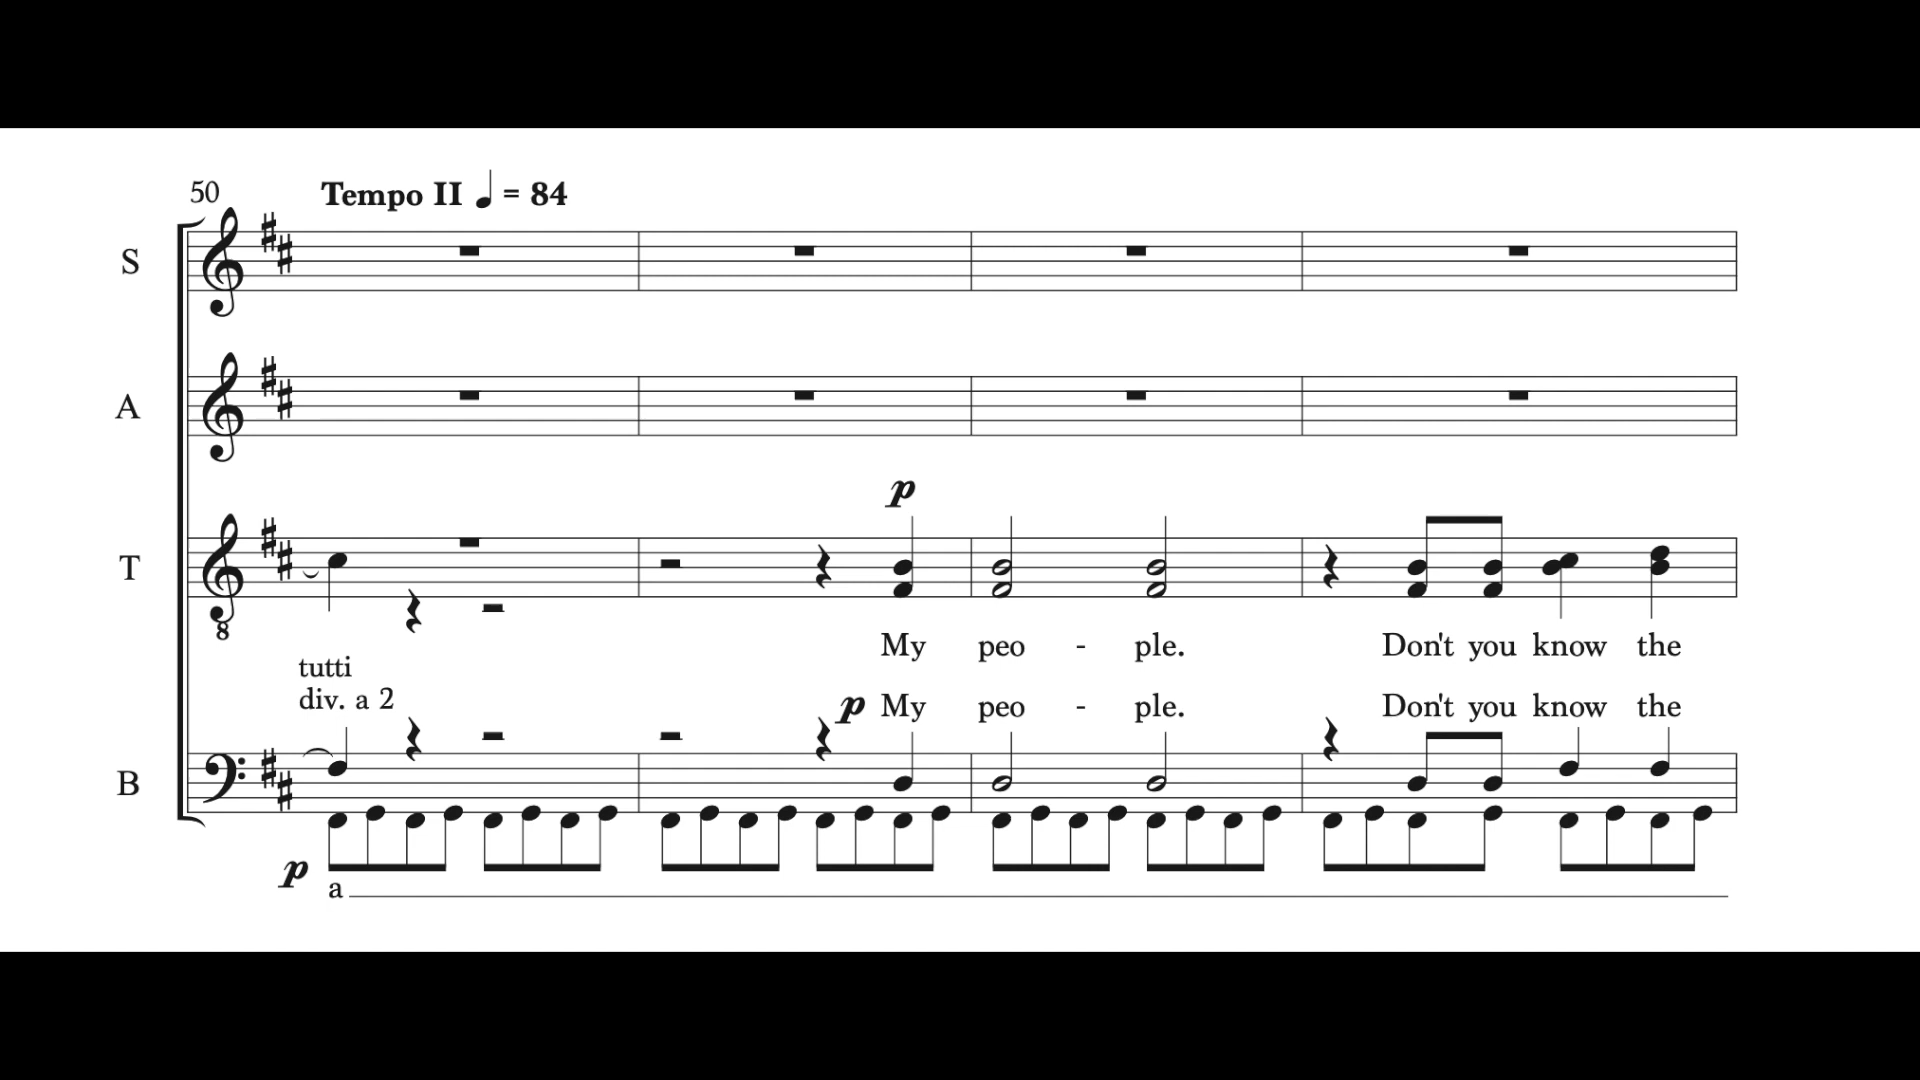 50 Tempo II ♩ = 84
S
A
p
T
8
My peo - ple. Don't you know the
tutti
div. a 2
p My peo - ple. Don't you know the
B
p
a